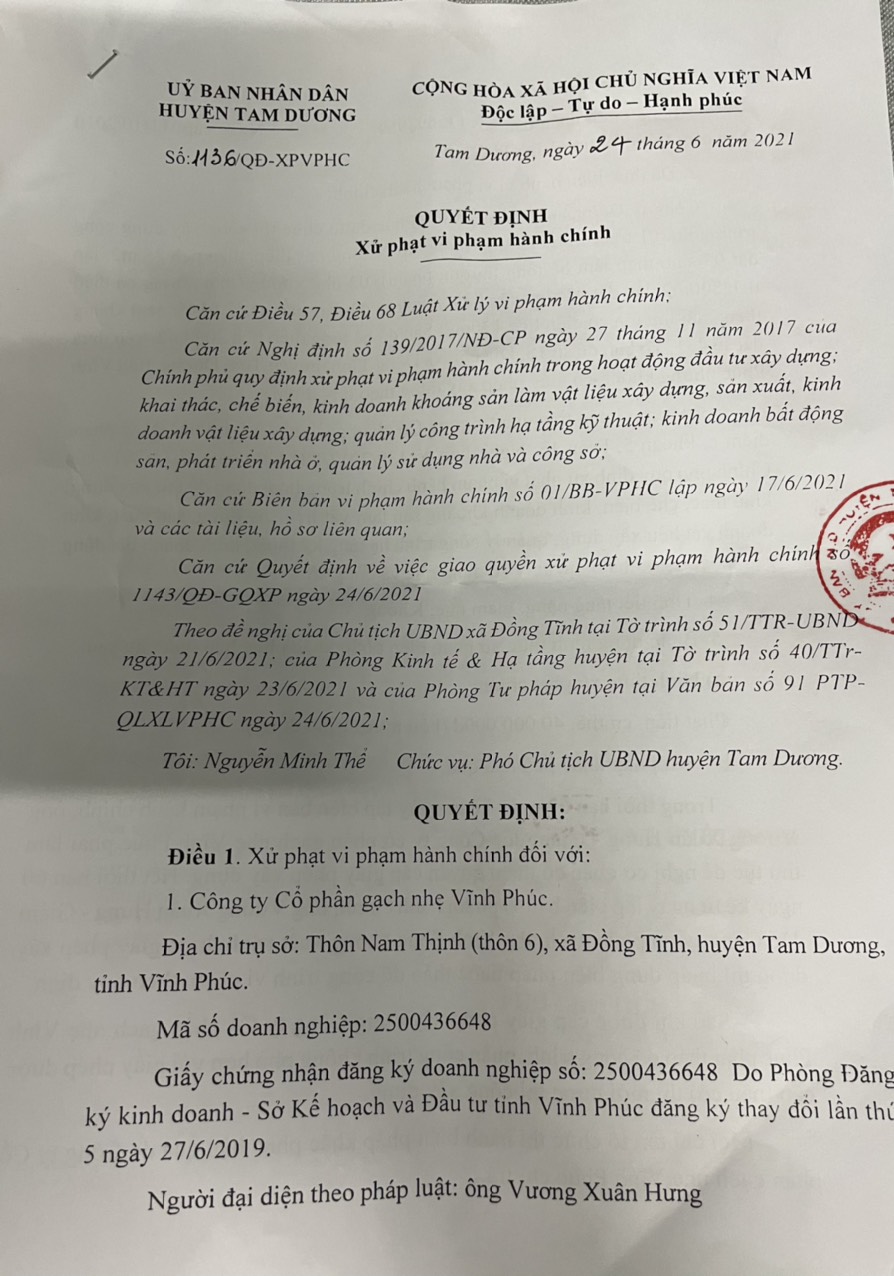 UỶ BAN NHÂN DÂN
HUYỆN TAM DƯƠNG
CỘNG HÒA XÃ HỘI CHỦ NGHĨA VIỆT NAM
Độc lập – Tự do – Hạnh phúc
Số: 1136/QĐ-XPVPHC
Tam Dương, ngày 24 tháng 6 năm 2021
QUYẾT ĐỊNH
Xử phạt vi phạm hành chính
Căn cứ Điều 57, Điều 68 Luật Xử lý vi phạm hành chính;
Căn cứ Nghị định số 139/2017/NĐ-CP ngày 27 tháng 11 năm 2017 của
Chính phủ quy định xử phạt vi phạm hành chính trong hoạt động đầu tư xây dựng;
khai thác, chế biến, kinh doanh khoáng sản làm vật liệu xây dựng, sản xuất, kinh
doanh vật liệu xây dựng; quản lý công trình hạ tầng kỹ thuật; kinh doanh bất động
sản, phát triển nhà ở, quản lý sử dụng nhà và công sở;
Căn cứ Biên bản vi phạm hành chính số 01/BB-VPHC lập ngày 17/6/2021
và các tài liệu, hồ sơ liên quan;
Căn cứ Quyết định về việc giao quyền xử phạt vi phạm hành chính số
1143/QĐ-GQXP ngày 24/6/2021
Theo đề nghị của Chủ tịch UBND xã Đồng Tĩnh tại Tờ trình số 51/TTR-UBND
ngày 21/6/2021; của Phòng Kinh tế & Hạ tầng huyện tại Tờ trình số 40/TTr-
KT&HT ngày 23/6/2021 và của Phòng Tư pháp huyện tại Văn bản số 91 PTP-
QLXLVPHC ngày 24/6/2021;
Tôi: Nguyễn Minh Thể Chức vụ: Phó Chủ tịch UBND huyện Tam Dương.
QUYẾT ĐỊNH:
Điều 1. Xử phạt vi phạm hành chính đối với:
1. Công ty Cổ phần gạch nhẹ Vĩnh Phúc.
Địa chỉ trụ sở: Thôn Nam Thịnh (thôn 6), xã Đồng Tĩnh, huyện Tam Dương,
tỉnh Vĩnh Phúc.
Mã số doanh nghiệp: 2500436648
Giấy chứng nhận đăng ký doanh nghiệp số: 2500436648 Do Phòng Đăng
ký kinh doanh - Sở Kế hoạch và Đầu tư tỉnh Vĩnh Phúc đăng ký thay đổi lần thứ
5 ngày 27/6/2019.
Người đại diện theo pháp luật: ông Vương Xuân Hưng